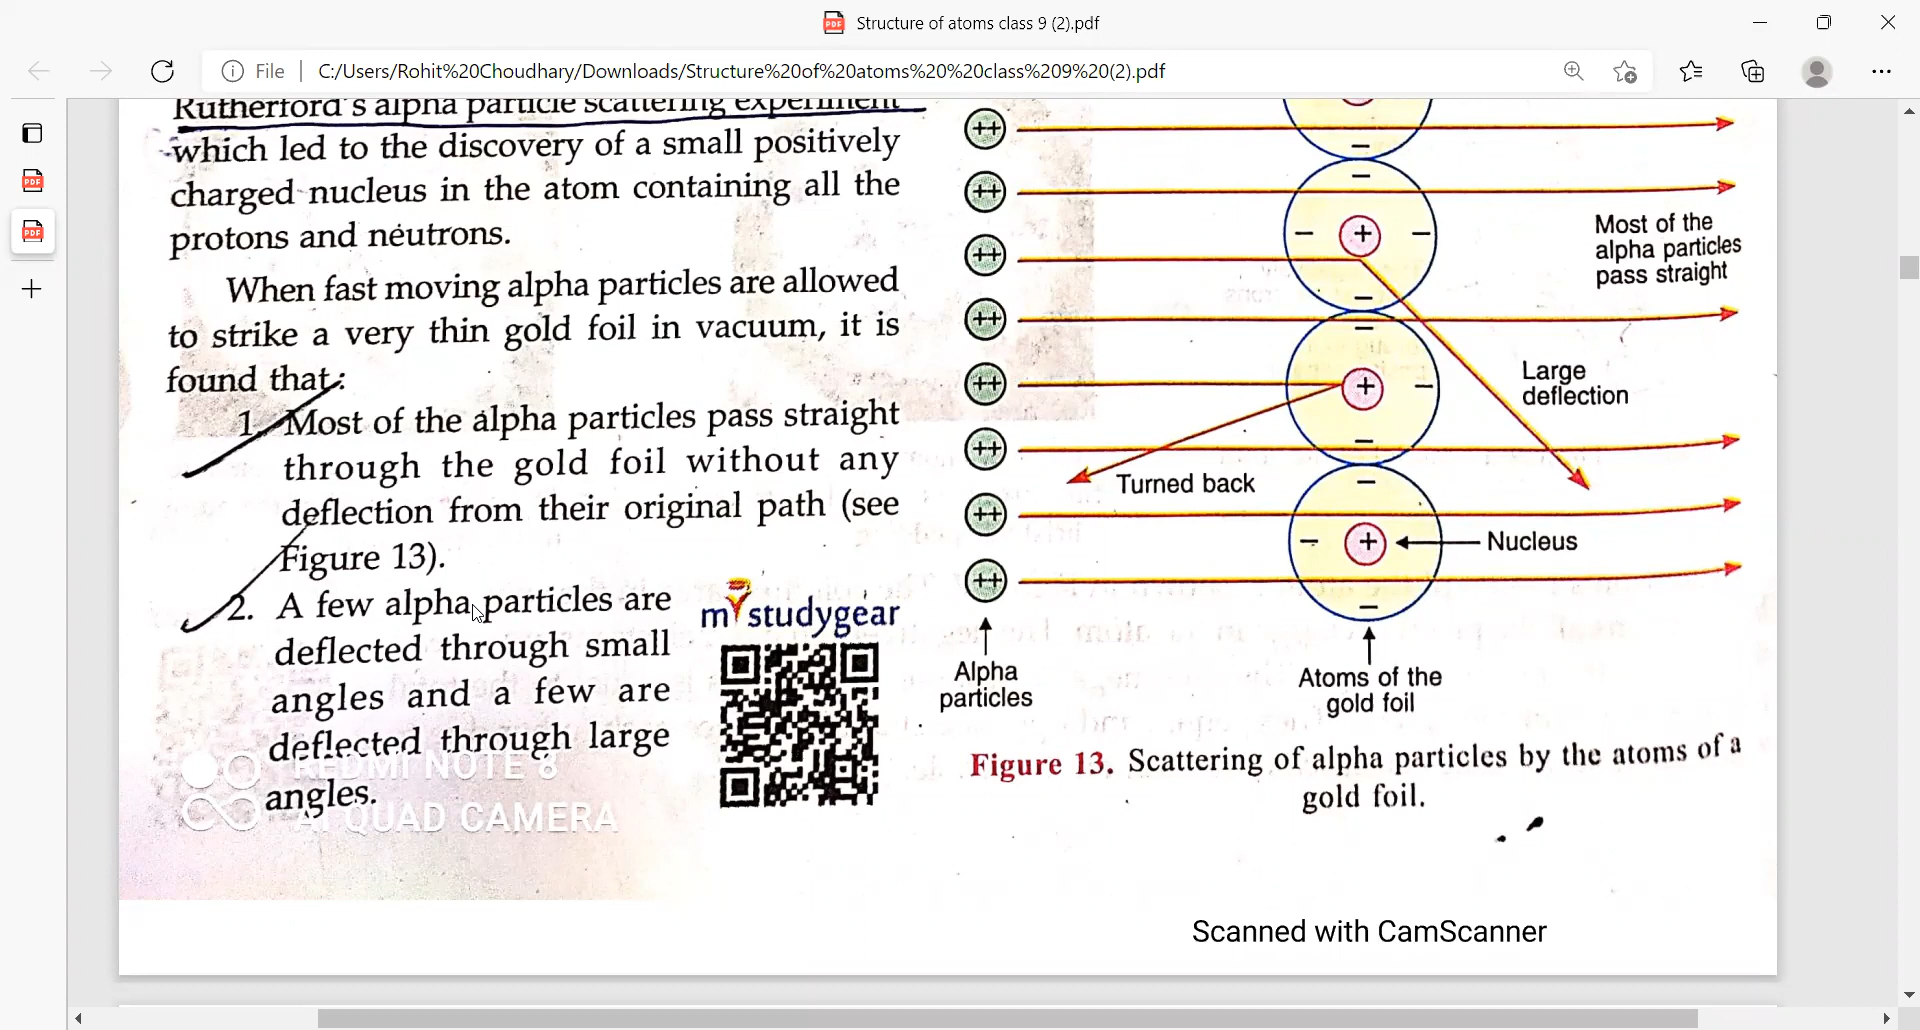 Structure of atoms class 9 (2).pdf
File
C:/Users/Rohit%20Choudhary/Downloads/Structure%20of%20atoms%20%20class%209%20(2).pdf
Rutherford's alpha particle scattering experiment
which led to the discovery of a small positively
charged nucleus in the atom containing all the
protons and neutrons.
When fast moving alpha particles are allowed
to strike a very thin gold foil in vacuum, it is
found that:
1. Most of the alpha particles pass straight
through the gold foil without any
deflection from their original path (see
Figure 13).
2. A few alpha particles are
deflected through small
angles and a few are
deflected through large
angles.
mystudygear
REDMI NOTE 8
AI QUAD CAMERA
++
++
++
++
++
++
++
++
−
−
− + −
−
−
+ −
−
−
− +
−
Most of the
alpha particles
pass straight
Large
deflection
Turned back
Nucleus
Alpha
particles
Atoms of the
gold foil
Figure 13. Scattering of alpha particles by the atoms of a
gold foil.
Scanned with CamScanner